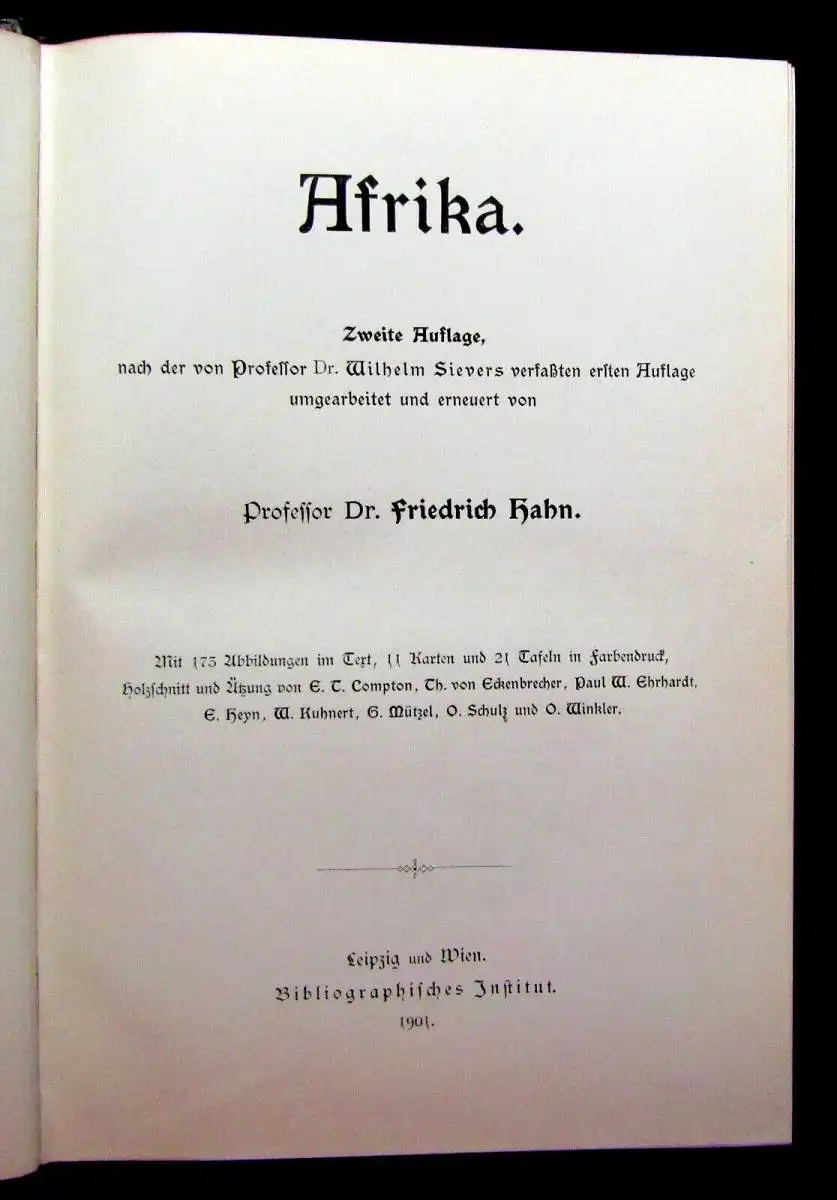 Afrika.
Zweite Auflage,
nach der von Profeſſor Dr. Wilhelm Sievers verfaßten erſten Auflage
umgearbeitet und erneuert von
Profeſſor Dr. Friedrich Hahn.
Mit 173 Abbildungen im Text, 11 Karten und 21 Tafeln in Farbendruck,
Holzſchnitt und Ätzung von E. T. Compton, Th. von Eckenbrecher, Paul W. Ehrhardt,
E. Heyn, W. Kuhnert, G. Mützel, O. Schulz und O. Winkler.
Leipzig und Wien.
Bibliographiſches Inſtitut.
1901.